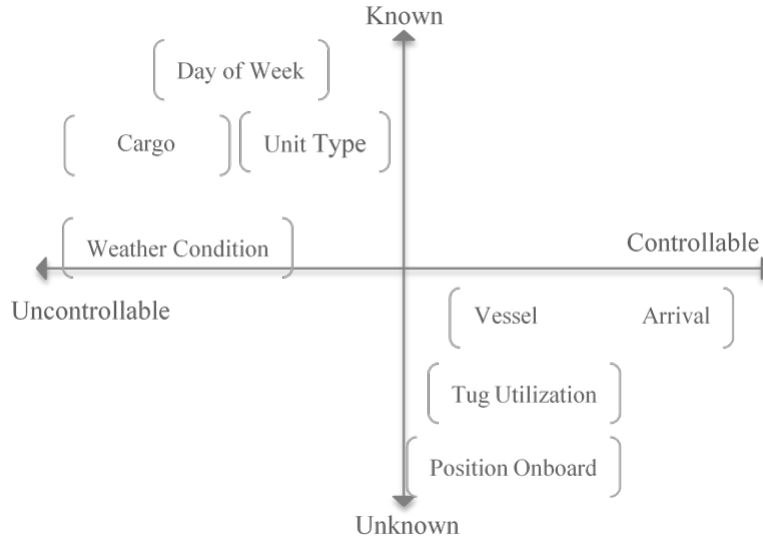 Known
Day of Week
Cargo
Unit Type
Weather Condition
Controllable
Uncontrollable
Vessel Arrival
Tug Utilization
Position Onboard
Unknown